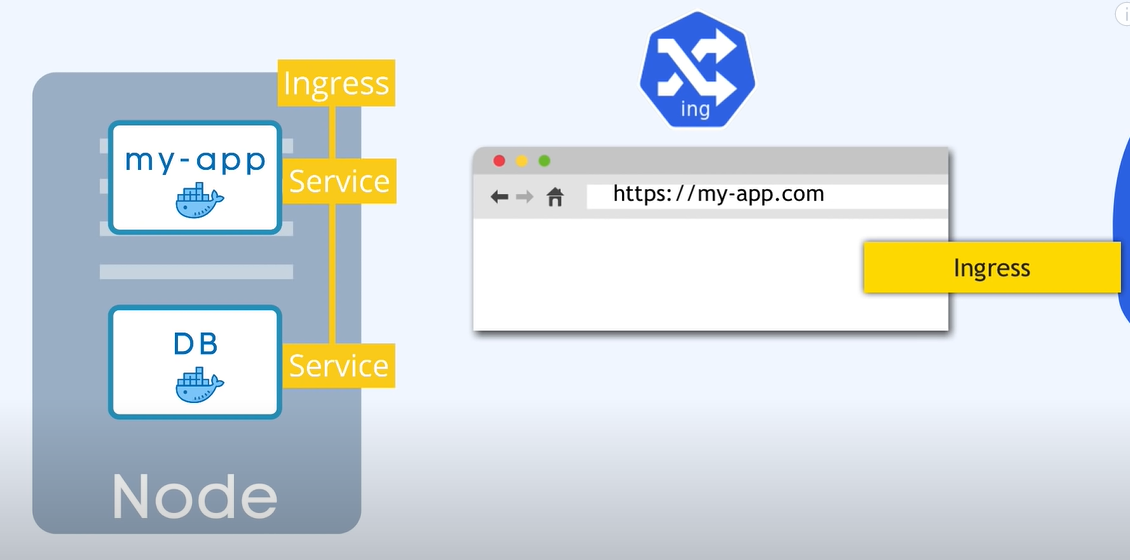 Ingress
my-app
Service
DB
Service
Node
ing
https://my-app.com
Ingress